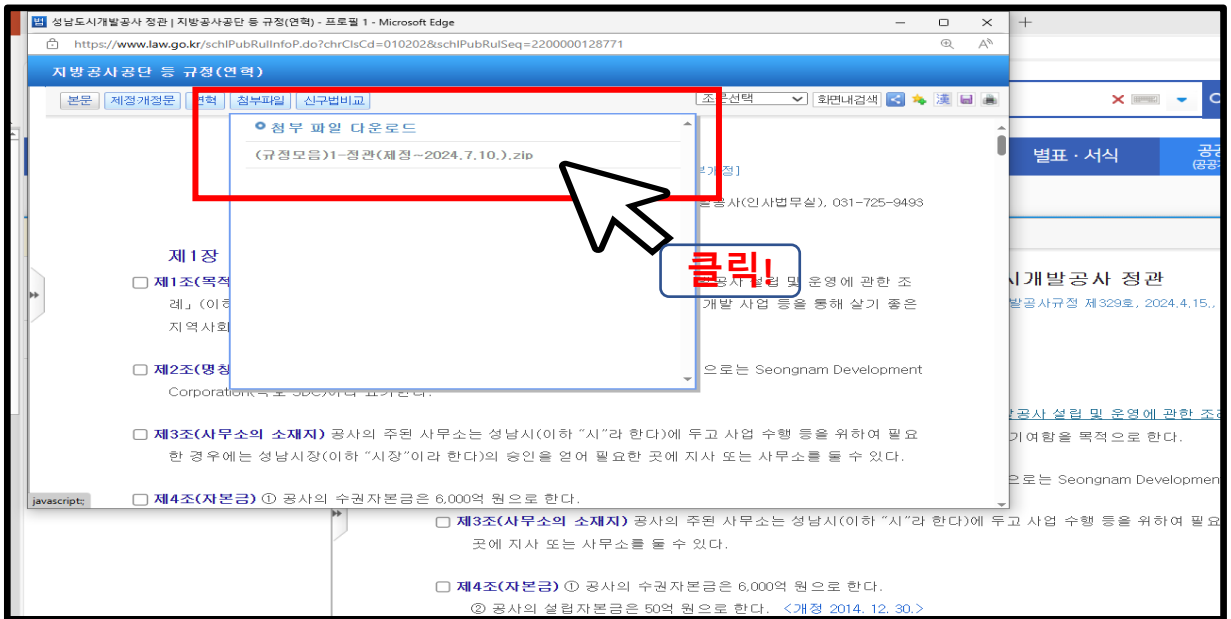 성남도시개발공사 정관 | 지방공사공단 등 규정(연혁) - 프로필 1 - Microsoft Edge
https://www.law.go.kr/schlPubRulInfoP.do?chrClsCd=010202&schlPubRulSeq=2200000128771
지방공사공단 등 규정(연혁)
본문 제정개정문 연혁 첨부파일 신구법비교 조문선택 화면내검색 漢
첨부 파일 다운로드
(규정모음)1-정관(제정~2024.7.10.).zip
개정]
발공사(인사법무실), 031-725-9493
클릭!
제1장
제1조(목적 공사 설립 및 운영에 관한 조
례」(이하 개발 사업 등을 통해 살기 좋은
지역사회
제2조(명칭 으로는 Seongnam Development
Corporation(
제3조(사무소의 소재지) 공사의 주된 사무소는 성남시(이하 "시"라 한다)에 두고 사업 수행 등을 위하여 필요
한 경우에는 성남시장(이하 "시장"이라 한다)의 승인을 얻어 필요한 곳에 지사 또는 사무소를 둘 수 있다.
제4조(자본금) ① 공사의 수권자본금은 6,000억 원으로 한다.
javascript:;
별표 · 서식
시개발공사 정관
발공사규정 제329호, 2024.4.15.,
공사 설립 및 운영에 관한 조
기여함을 목적으로 한다.
으로는 Seongnam Developmen
제3조(사무소의 소재지) 공사의 주된 사무소는 성남시(이하 "시"라 한다)에 두고 사업 수행 등을 위하여 필요
곳에 지사 또는 사무소를 둘 수 있다.
제4조(자본금) ① 공사의 수권자본금은 6,000억 원으로 한다.
② 공사의 설립자본금은 50억 원으로 한다. <개정 2014. 12. 30.>